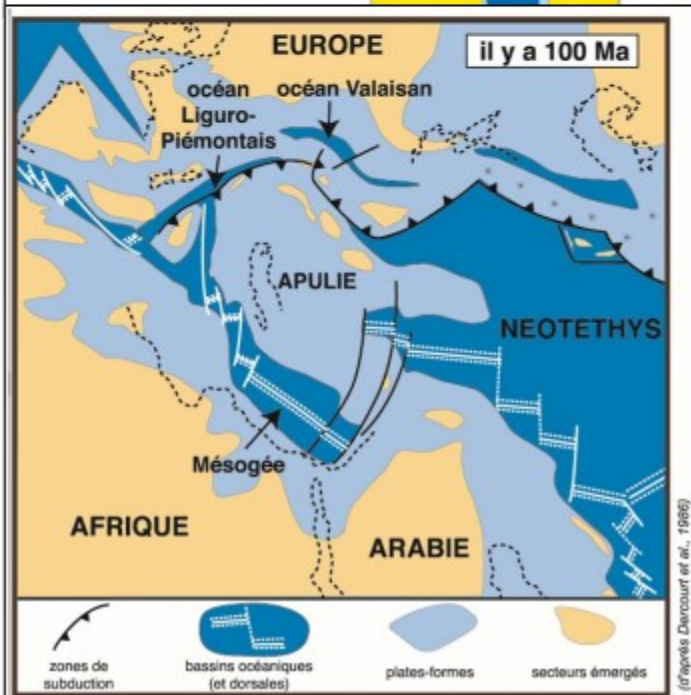 EUROPE
il y a 100 Ma
océan
Liguro-
Piémontais
océan Valaisan
APULIE
NEOTETHYS
Mésogée
AFRIQUE
ARABIE
zones de
subduction
bassins océaniques
(et dorsales)
plates-formes
secteurs émergés
(d'après Dercourt et al., 1986)